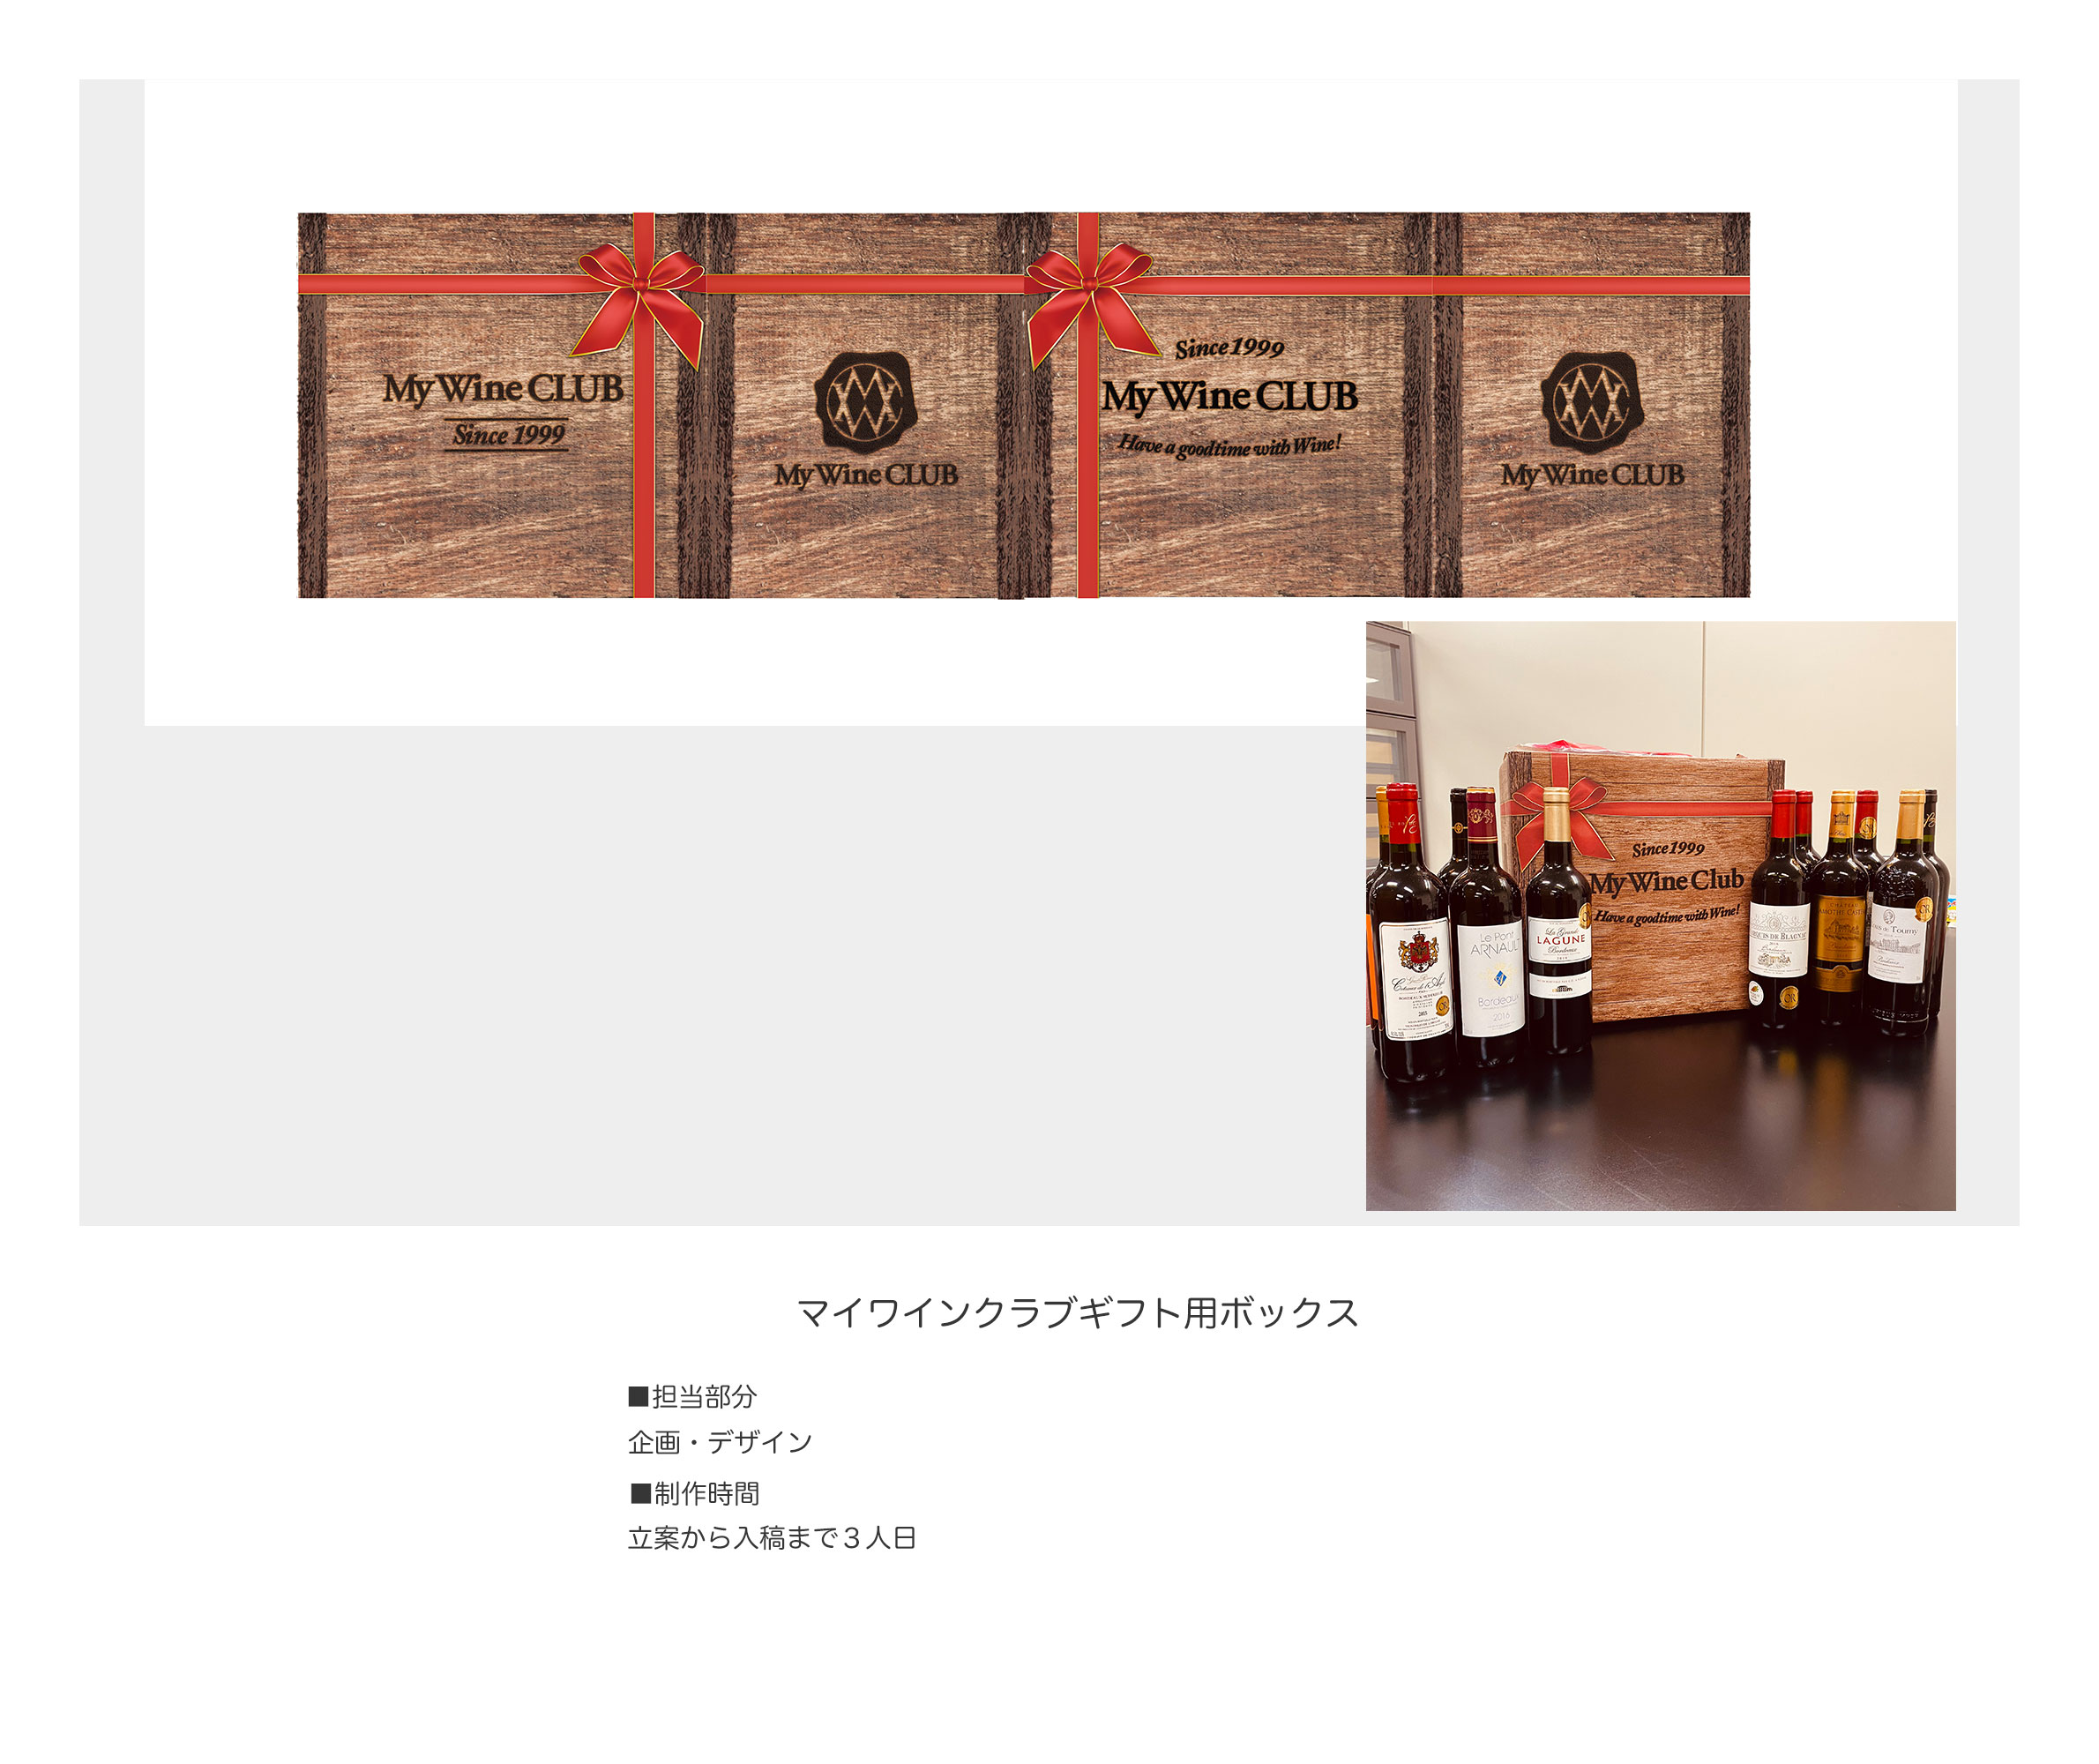 My Wine CLUB
Since 1999
My Wine CLUB
Since 1999
My Wine CLUB
Have a goodtime with Wine!
My Wine CLUB
Since 1999
My Wine Club
Have a goodtime with Wine!
Le Pont
ARNAULT
Bordeaux
2016
La Grande
LAGUNE
Bordeaux
2015
マイワインクラブギフト用ボックス
■担当部分
企画・デザイン
■制作時間
立案から入稿まで３人日